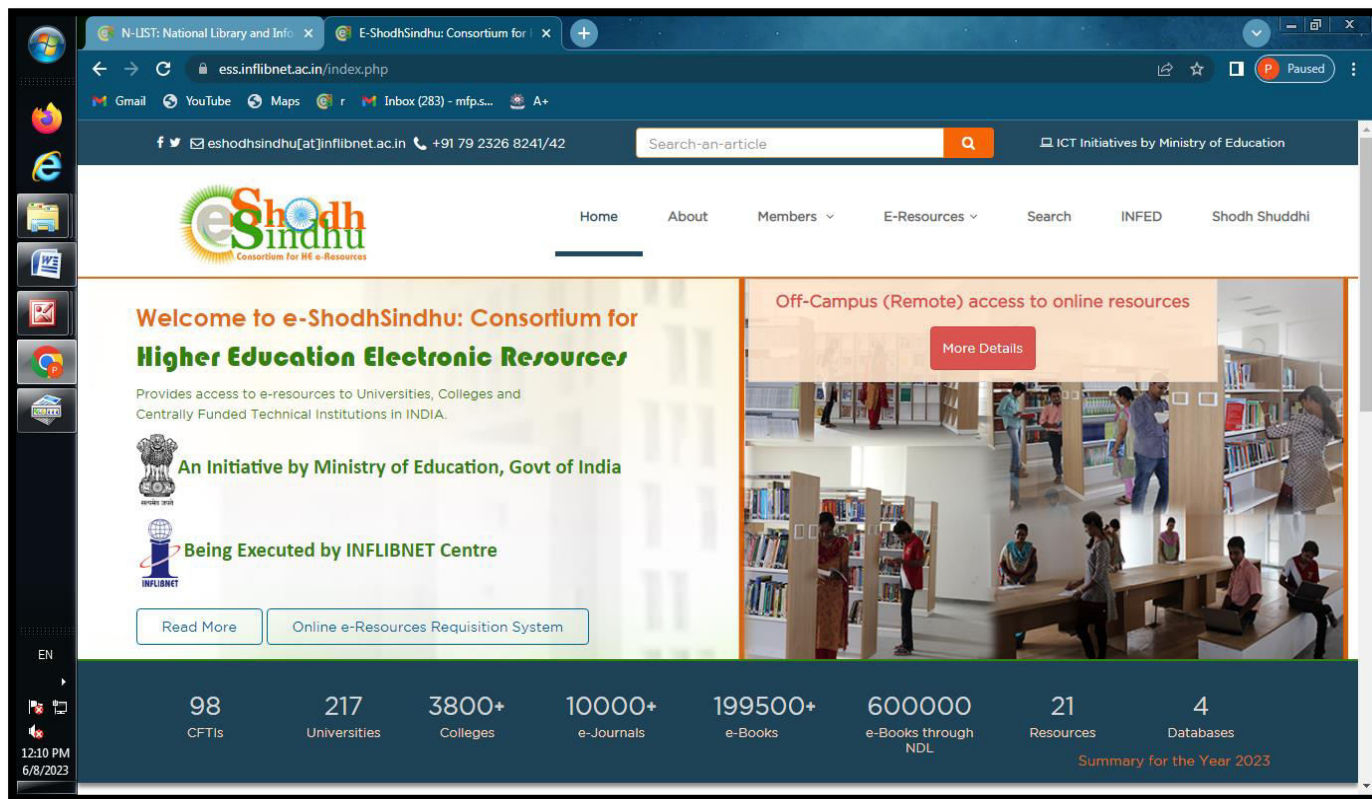 N-LIST: National Library and Info
E-ShodhSindhu: Consortium for
ess.inflibnet.ac.in/index.php
P Paused
Gmail YouTube Maps r Inbox (283) - mfp.s... A+
eshodhsindhu[at]inflibnet.ac.in +91 79 2326 8241/42
Search-an-article
ICT Initiatives by Ministry of Education
eShodh
Sindhu
Consortium for HE e-Resources
Home About Members E-Resources Search INFED Shodh Shuddhi
Welcome to e-ShodhSindhu: Consortium for
Higher Education Electronic Resources
Provides access to e-resources to Universities, Colleges and
Centrally Funded Technical Institutions in INDIA.
सत्यमेव जयते
An Initiative by Ministry of Education, Govt of India
INFLIBNET
Being Executed by INFLIBNET Centre
Read More
Online e-Resources Requisition System
Off-Campus (Remote) access to online resources
More Details
98 217 3800+ 10000+ 199500+ 600000 21 4
CFTIs Universities Colleges e-Journals e-Books e-Books through Resources Databases
NDL
Summary for the Year 2023
EN
12:10 PM
6/8/2023